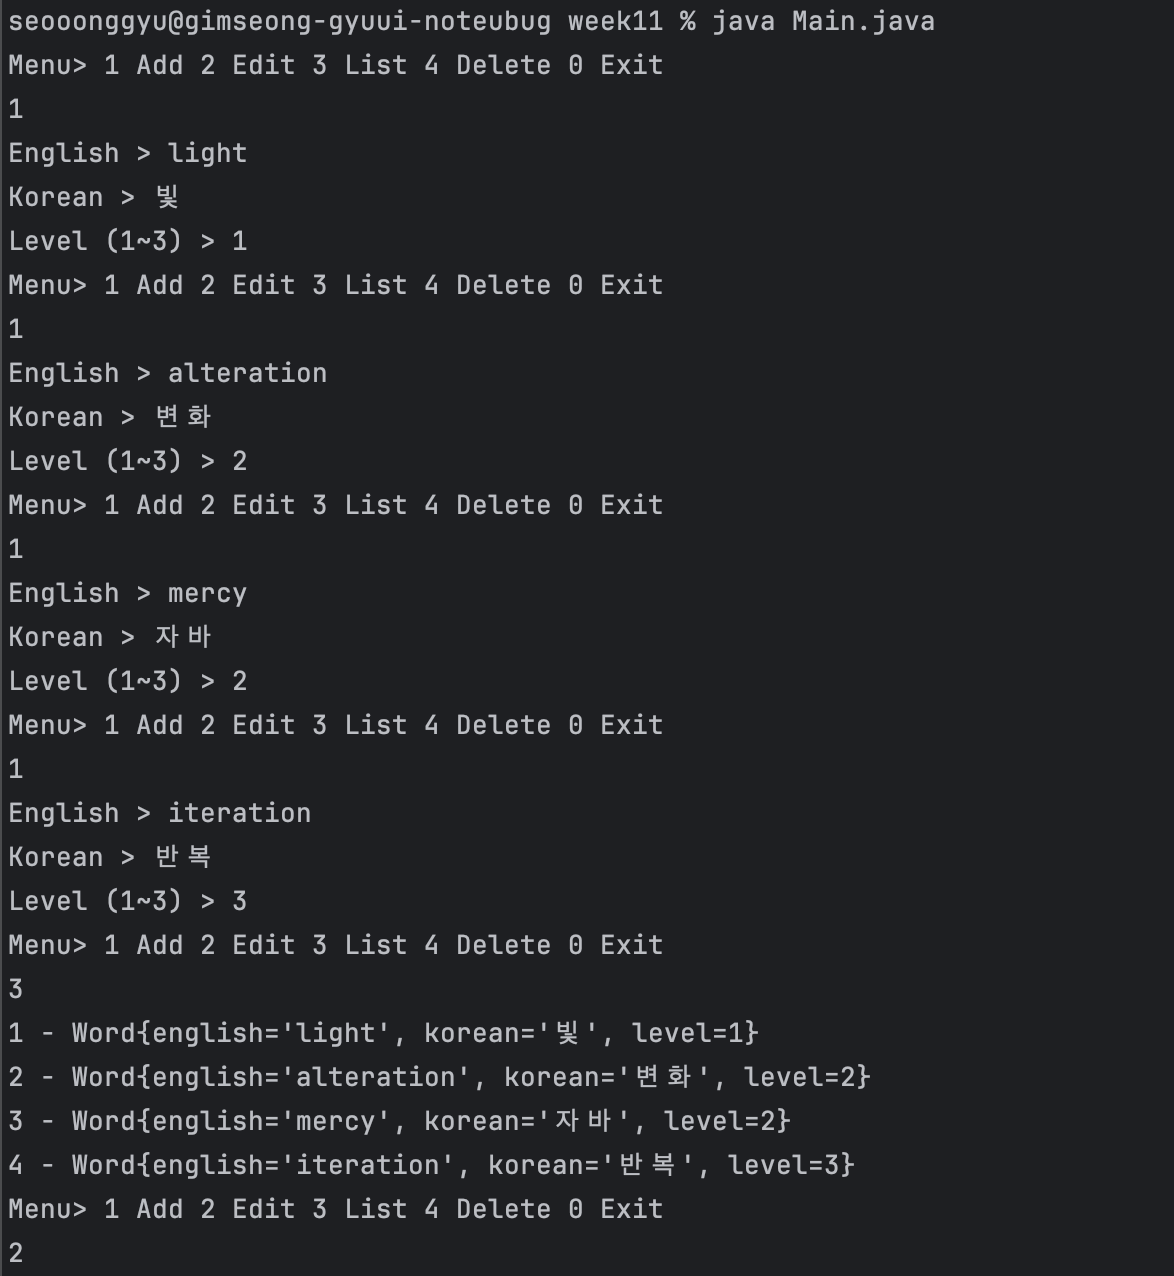 seooonggyu@gimseong-gyuui-noteubug week11 % java Main.java
Menu> 1 Add 2 Edit 3 List 4 Delete 0 Exit
1
English > light
Korean > 빛
Level (1~3) > 1
Menu> 1 Add 2 Edit 3 List 4 Delete 0 Exit
1
English > alteration
Korean > 변화
Level (1~3) > 2
Menu> 1 Add 2 Edit 3 List 4 Delete 0 Exit
1
English > mercy
Korean > 자바
Level (1~3) > 2
Menu> 1 Add 2 Edit 3 List 4 Delete 0 Exit
1
English > iteration
Korean > 반복
Level (1~3) > 3
Menu> 1 Add 2 Edit 3 List 4 Delete 0 Exit
3
1 - Word{english='light', korean='빛', level=1}
2 - Word{english='alteration', korean='변화', level=2}
3 - Word{english='mercy', korean='자바', level=2}
4 - Word{english='iteration', korean='반복', level=3}
Menu> 1 Add 2 Edit 3 List 4 Delete 0 Exit
2